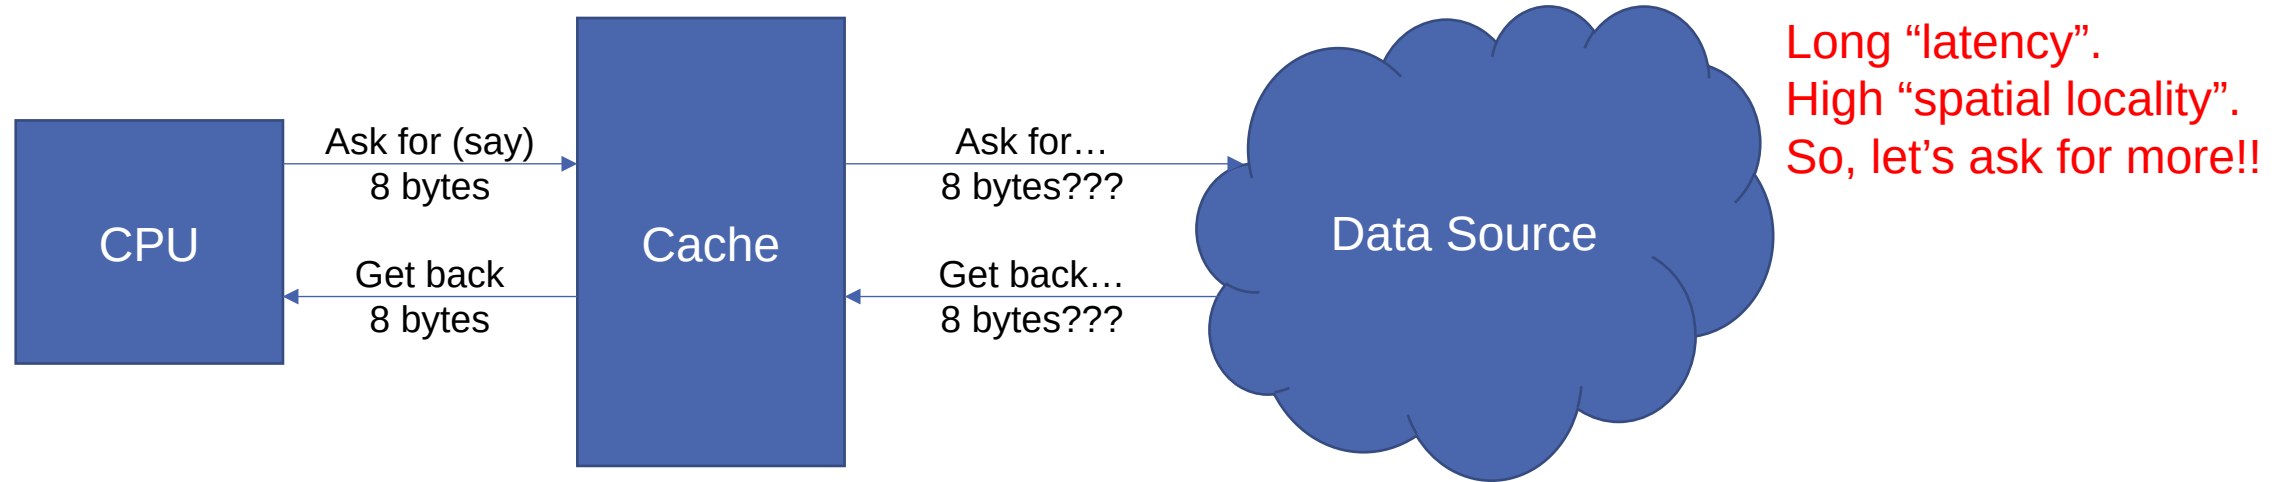 CPU
Ask for (say)
8 bytes
Get back
8 bytes
Cache
Ask for…
8 bytes???
Get back…
8 bytes???
Data Source
Long “latency”.
High “spatial locality”.
So, let’s ask for more!!